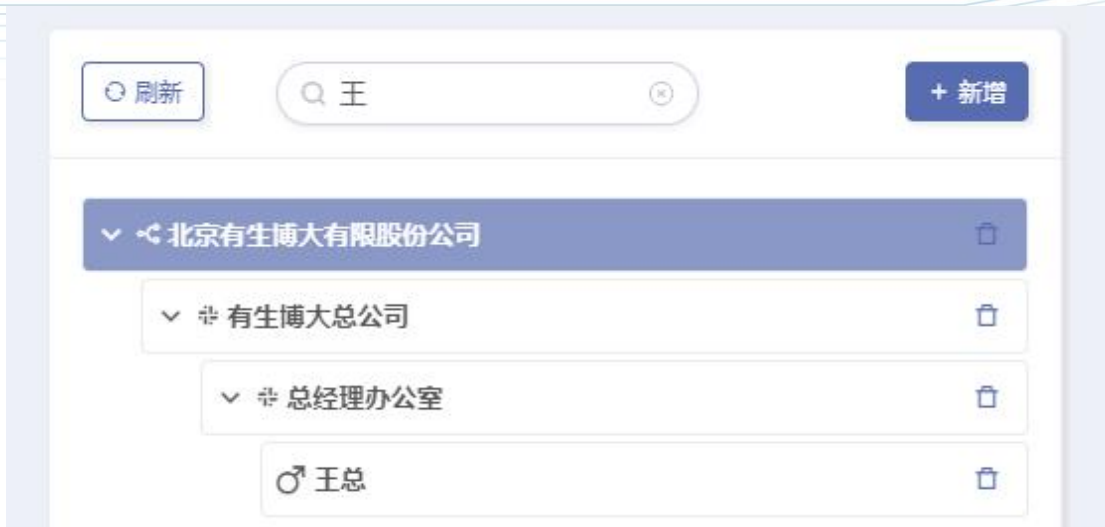 刷新 王 + 新增
北京有生博大有限股份公司
有生博大总公司
总经理办公室
王总